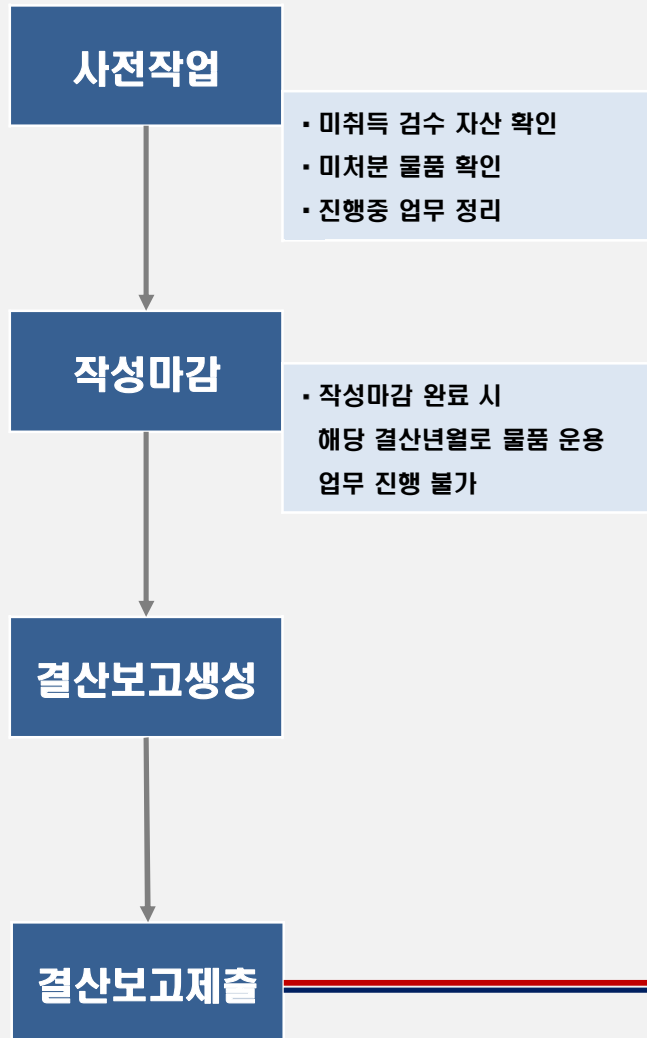 사전작업
▪ 미취득 검수 자산 확인
▪ 미처분 물품 확인
▪ 진행중 업무 정리
작성마감
▪ 작성마감 완료 시
해당 결산년월로 물품 운용
업무 진행 불가
결산보고생성
결산보고제출